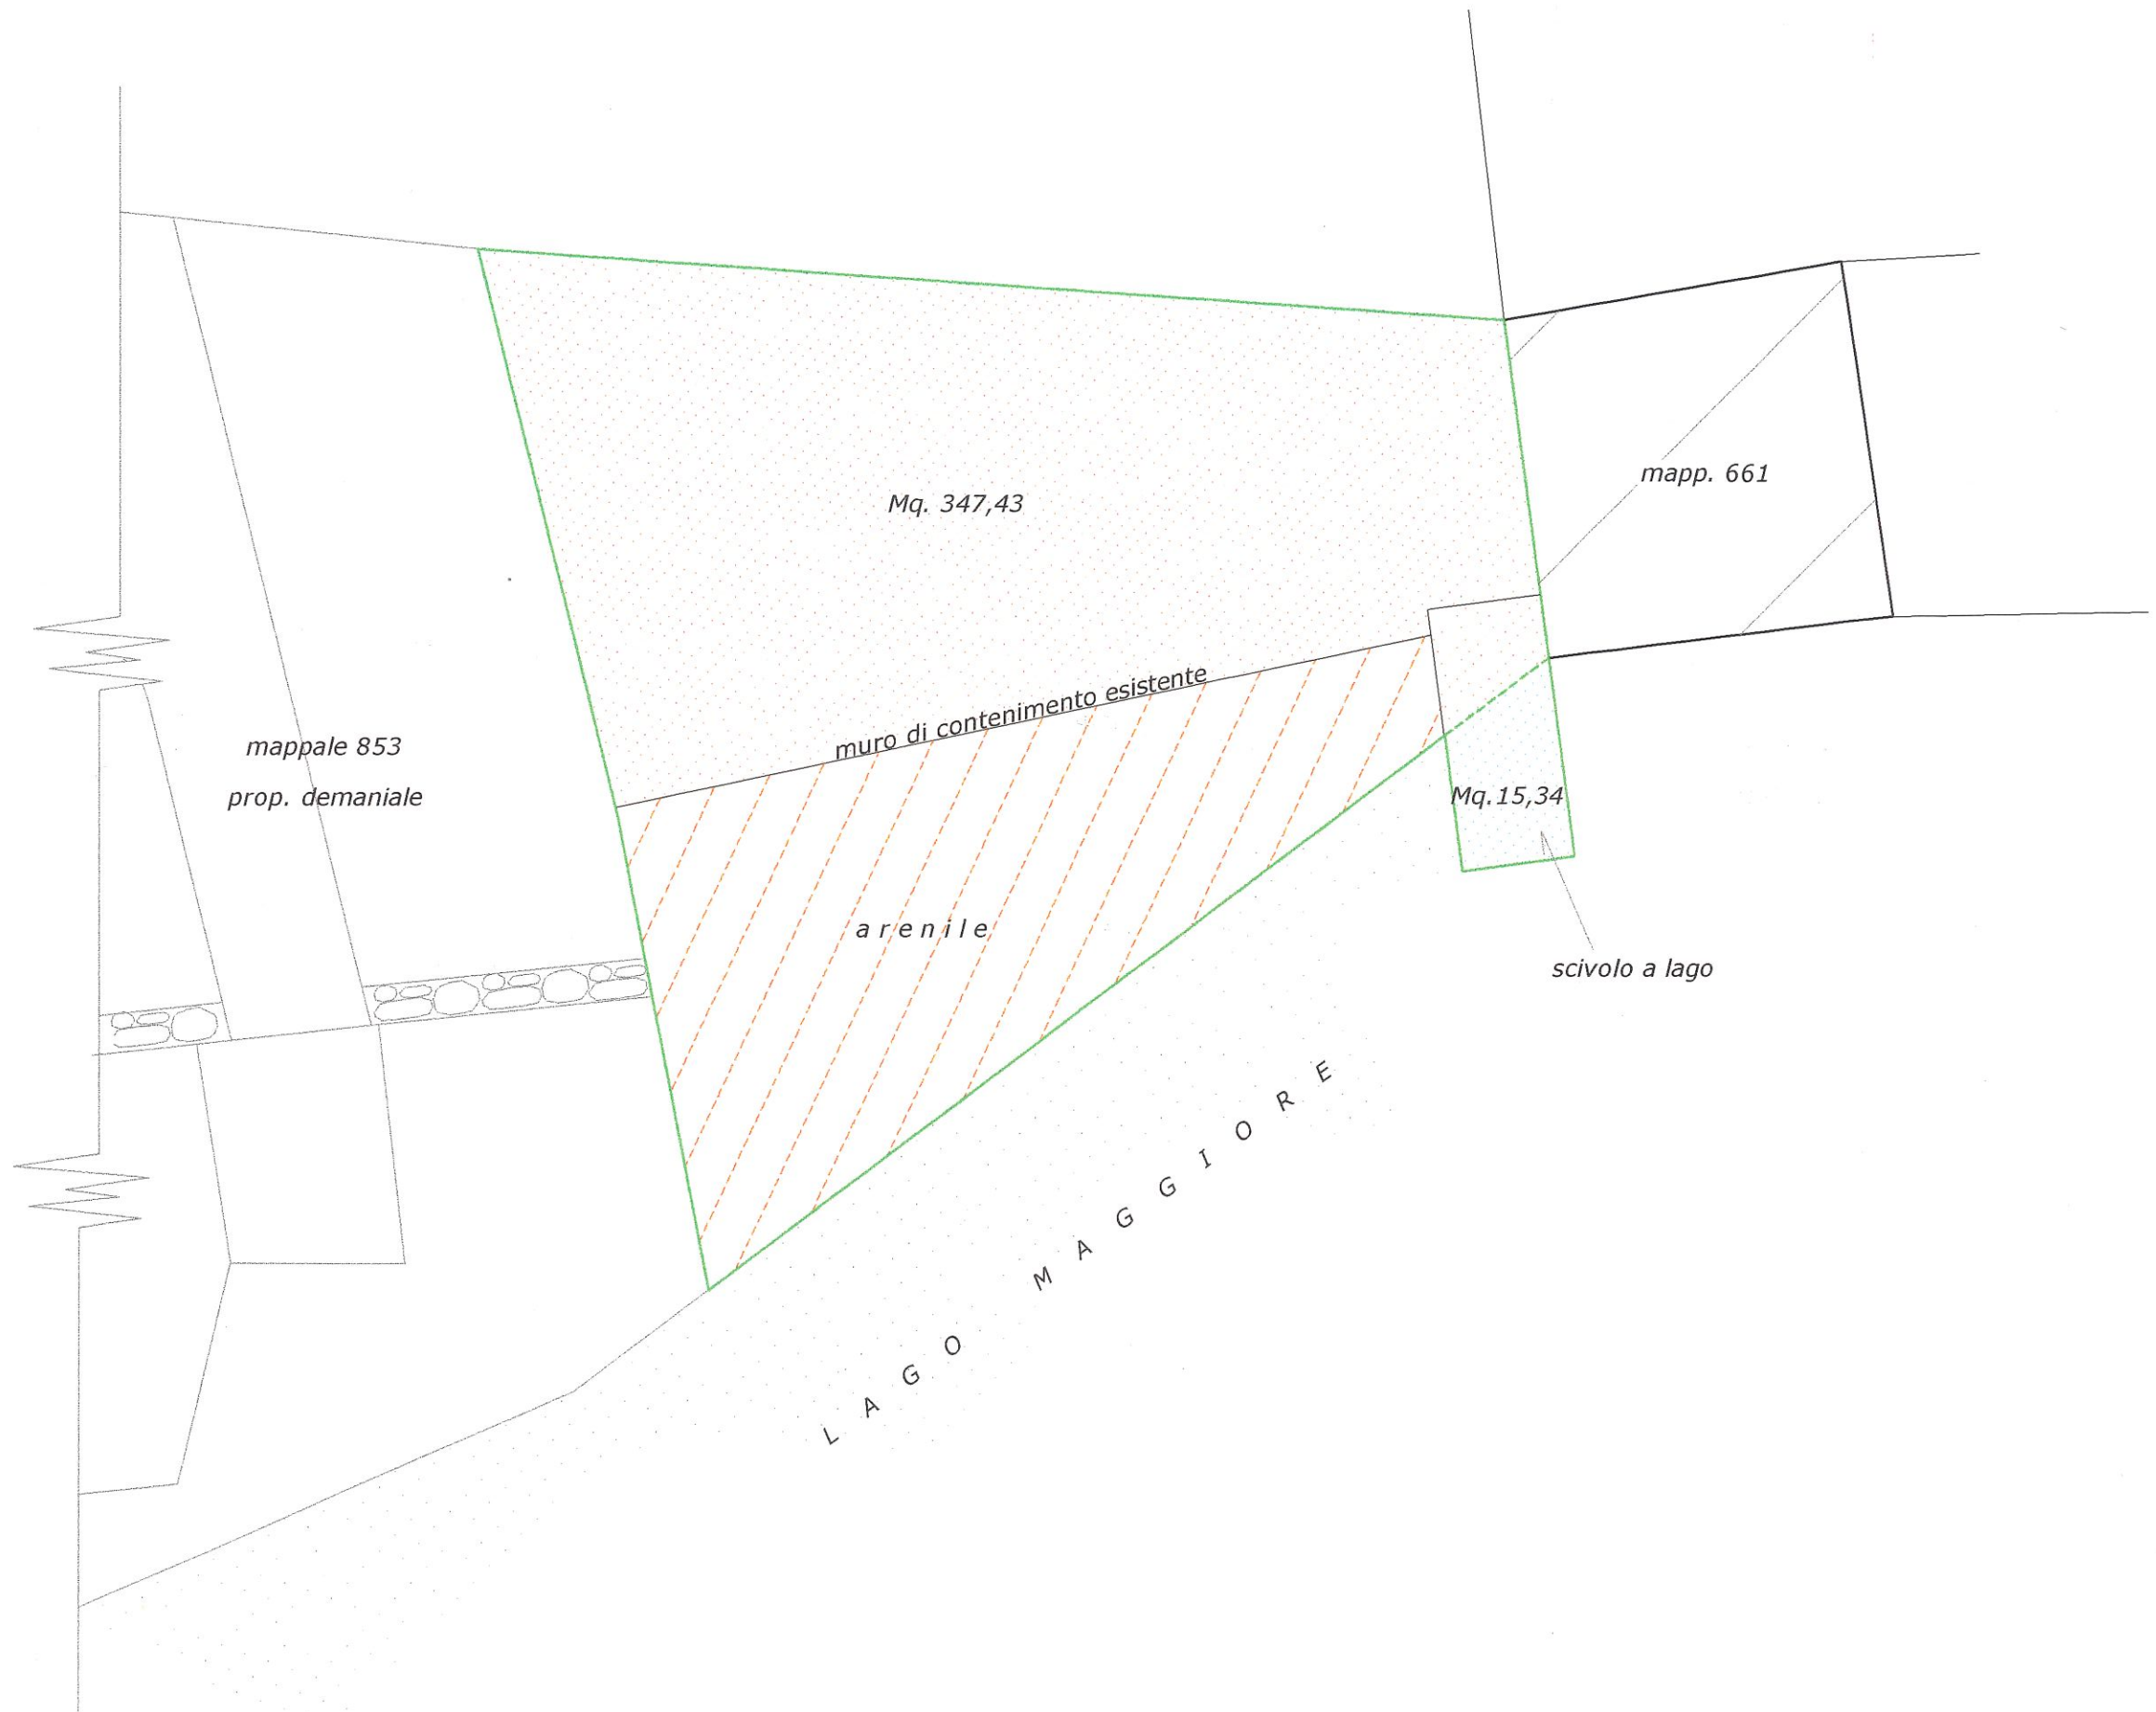 mapp. 661
Mq. 347,43
muro di contenimento esistente
mappale 853
prop. demaniale
Mq.15,34
arenile
scivolo a lago
LAGO MAGGIORE